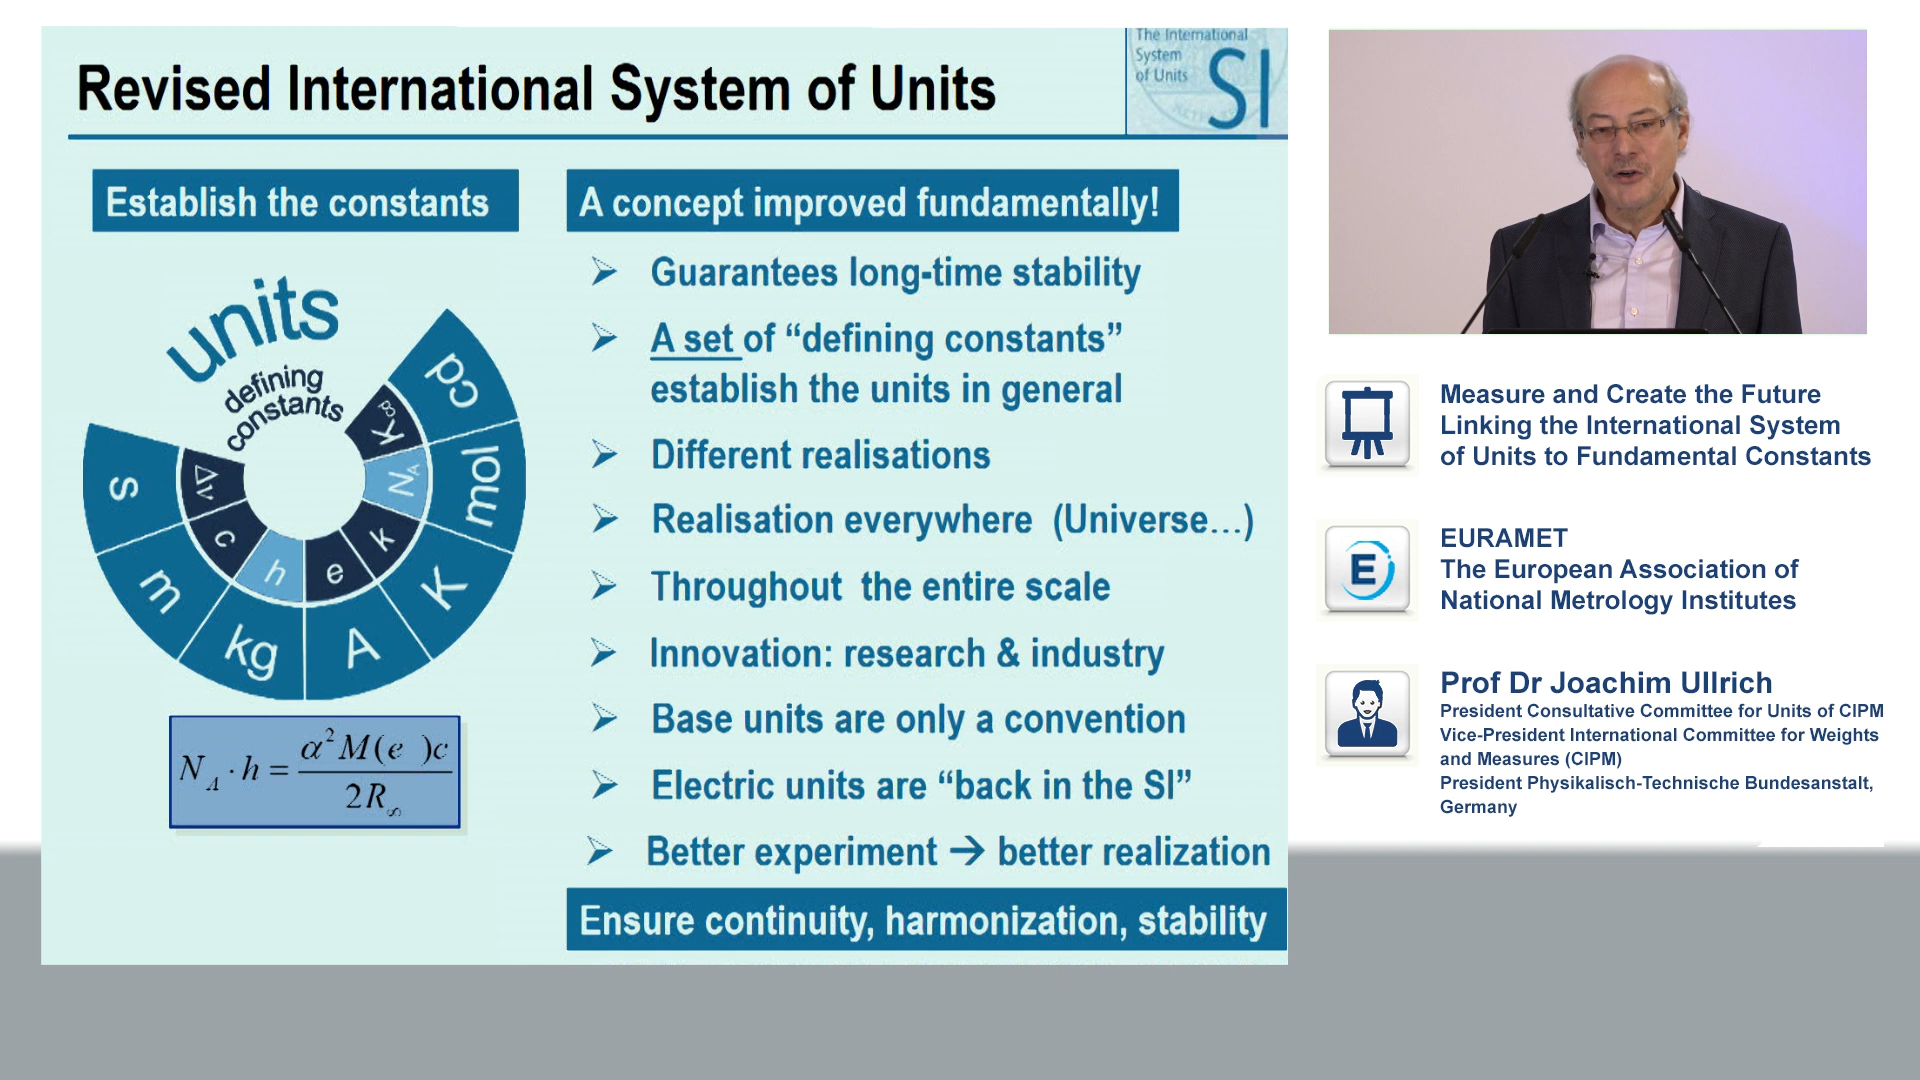 Revised International System of Units
The International
System
of Units
SI
Establish the constants
units
defining
constants
s
m
kg
A
K
mol
cd
Δν
c
h
e
k
N_A
K_cd
N_A · h = α² M(e )c / 2R_∞
A concept improved fundamentally!
➢ Guarantees long-time stability
➢ A set of “defining constants”
establish the units in general
➢ Different realisations
➢ Realisation everywhere (Universe…)
➢ Throughout the entire scale
➢ Innovation: research & industry
➢ Base units are only a convention
➢ Electric units are “back in the SI”
➢ Better experiment → better realization
Ensure continuity, harmonization, stability
Measure and Create the Future
Linking the International System
of Units to Fundamental Constants
E
EURAMET
The European Association of
National Metrology Institutes
Prof Dr Joachim Ullrich
President Consultative Committee for Units of CIPM
Vice-President International Committee for Weights
and Measures (CIPM)
President Physikalisch-Technische Bundesanstalt,
Germany